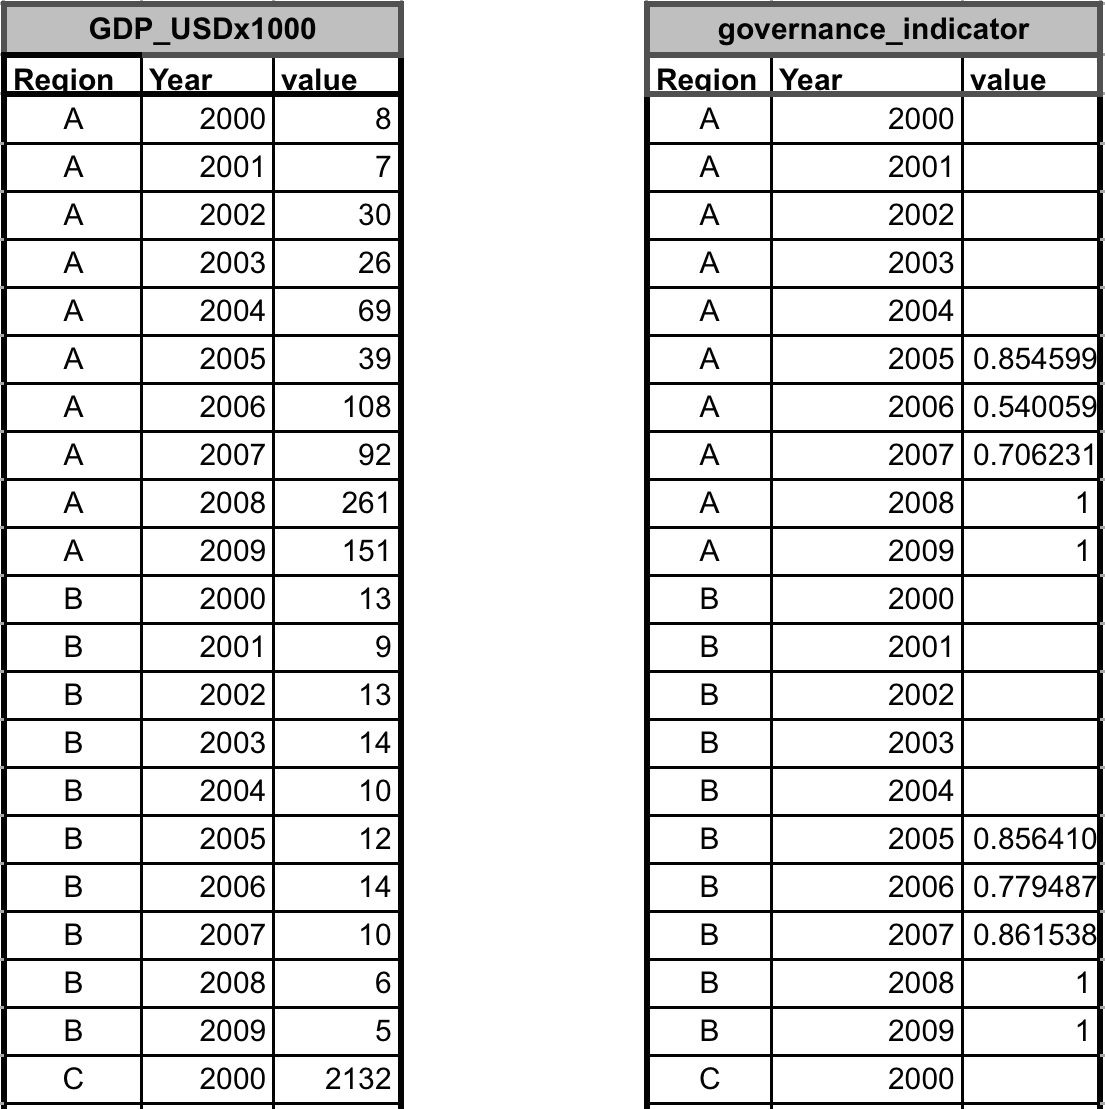 GDP_USDx1000 governance_indicator
Region Year value Region Year value
A 2000 8 A 2000
A 2001 7 A 2001
A 2002 30 A 2002
A 2003 26 A 2003
A 2004 69 A 2004
A 2005 39 A 2005 0.854599
A 2006 108 A 2006 0.540059
A 2007 92 A 2007 0.706231
A 2008 261 A 2008 1
A 2009 151 A 2009 1
B 2000 13 B 2000
B 2001 9 B 2001
B 2002 13 B 2002
B 2003 14 B 2003
B 2004 10 B 2004
B 2005 12 B 2005 0.856410
B 2006 14 B 2006 0.779487
B 2007 10 B 2007 0.861538
B 2008 6 B 2008 1
B 2009 5 B 2009 1
C 2000 2132 C 2000